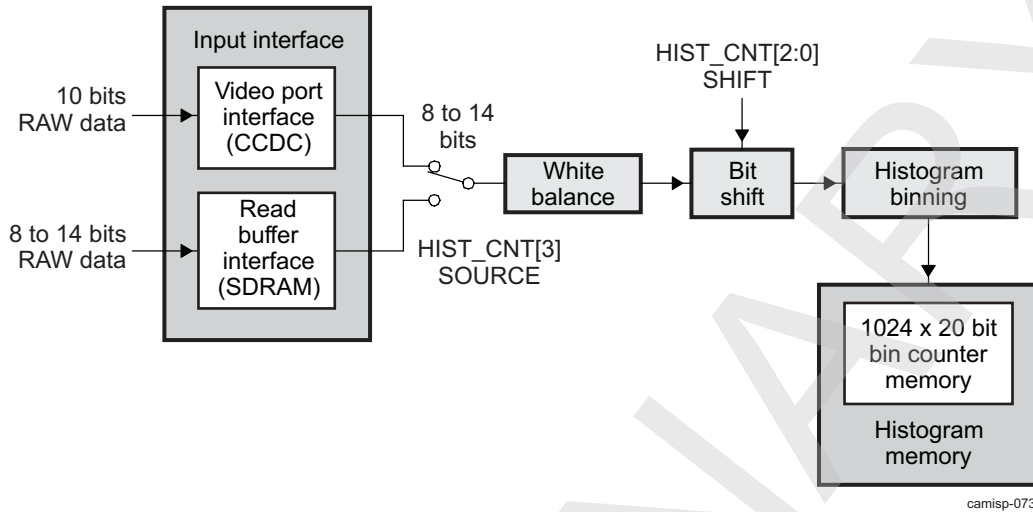 Input interface
10 bits
RAW data
Video port
interface
(CCDC)
8 to 14 bits
RAW data
Read
buffer
interface
(SDRAM)
8 to 14
bits
HIST_CNT[3]
SOURCE
White
balance
HIST_CNT[2:0]
SHIFT
Bit
shift
Histogram
binning
1024 x 20 bit
bin counter
memory
Histogram
memory
camisp-073